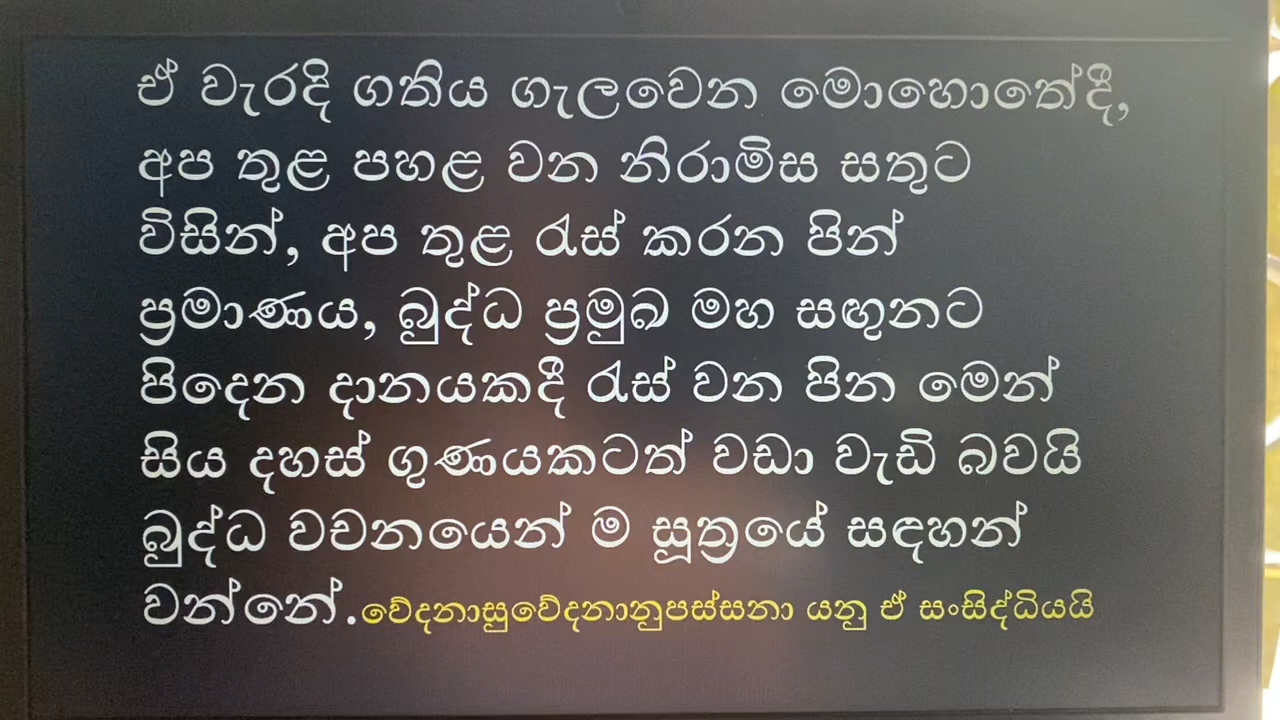 ඒ වැරදි ගතිය ගැලවෙන මොහොතේදී,
අප තුළ පහළ වන නිරාමිස සතුට
විසින්, අප තුළ රැස් කරන පින්
ප්‍රමාණය, බුද්ධ ප්‍රමුඛ මහ සඟුනට
පිදෙන දානයකදී රැස් වන පින මෙන්
සිය දහස් ගුණයකටත් වඩා වැඩි බවයි
බුද්ධ වචනයෙන් ම සූත්‍රයේ සඳහන්
වන්නේ.වේදනාසුවේදනානුපස්සනා යනු ඒ සංසිද්ධියයි